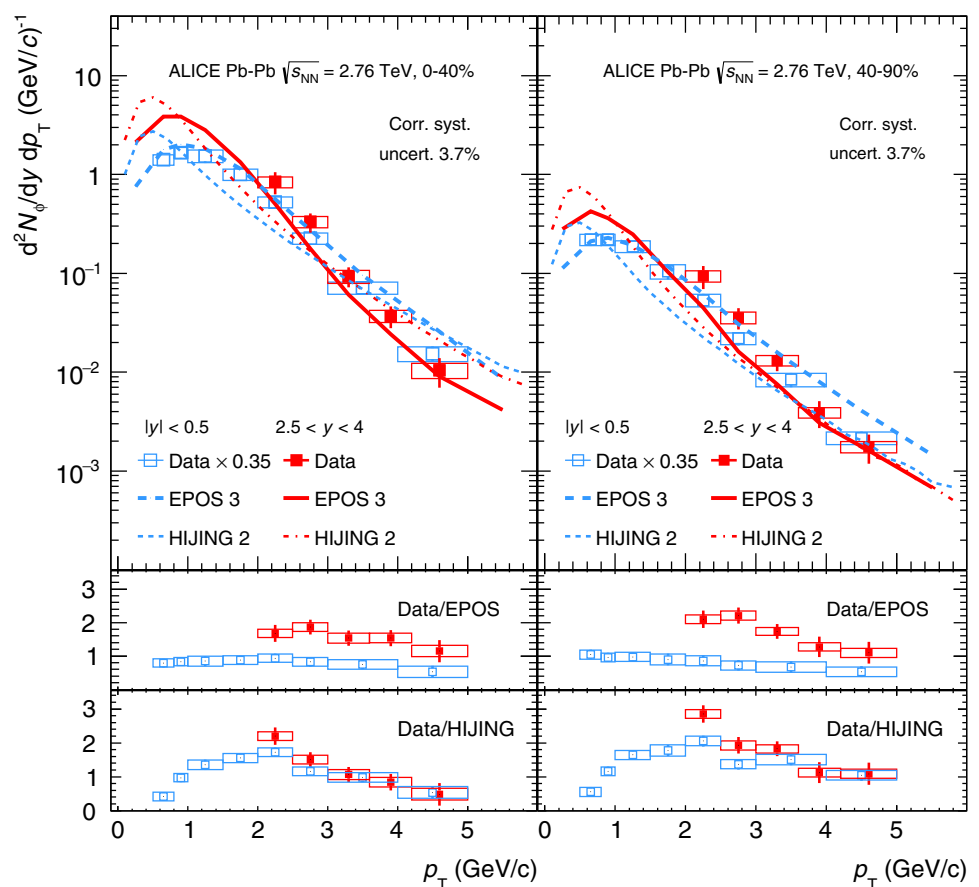 d²N_ϕ/dy dp_T (GeV/c)⁻¹
10
1
10⁻¹
10⁻²
10⁻³
ALICE Pb-Pb √s_NN = 2.76 TeV, 0-40%
Corr. syst.
uncert. 3.7%
|y| < 0.5 2.5 < y < 4
Data × 0.35 Data
EPOS 3 EPOS 3
HIJING 2 HIJING 2
ALICE Pb-Pb √s_NN = 2.76 TeV, 40-90%
Corr. syst.
uncert. 3.7%
|y| < 0.5 2.5 < y < 4
Data × 0.35 Data
EPOS 3 EPOS 3
HIJING 2 HIJING 2
3
2
1
Data/EPOS
Data/EPOS
3
2
1
0
Data/HIJING
Data/HIJING
0 1 2 3 4 5
0 1 2 3 4 5
p_T (GeV/c)
p_T (GeV/c)